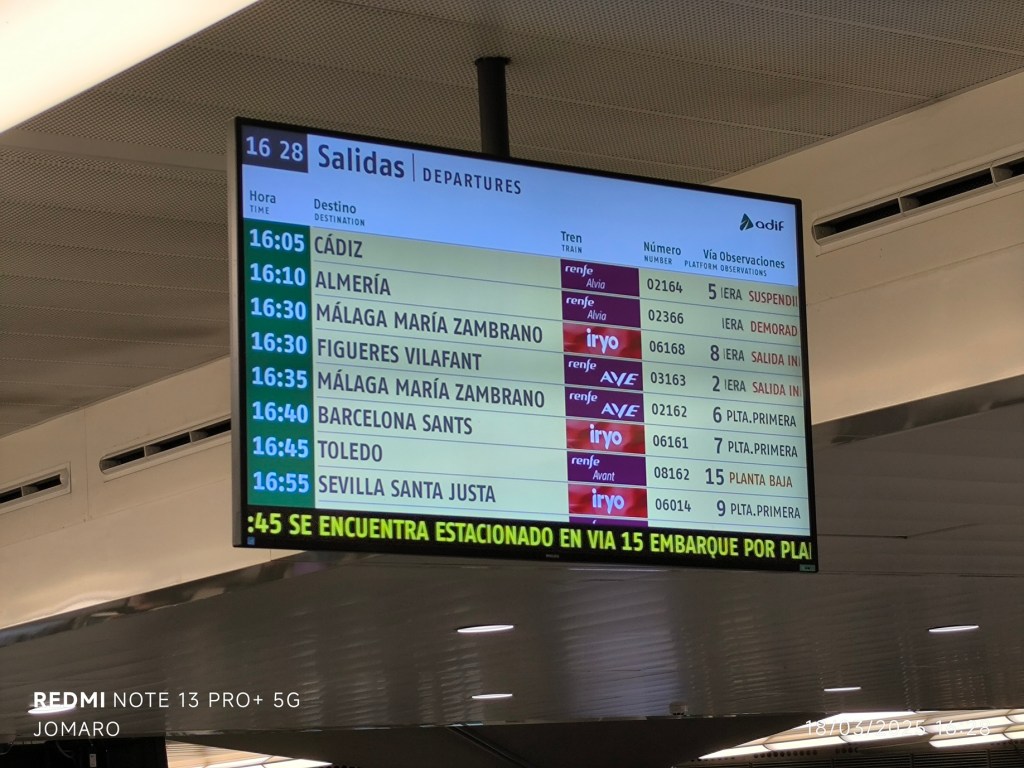 16 28 Salidas | DEPARTURES
adif
Hora Destino Tren Número Vía Observaciones
TIME DESTINATION TRAIN NUMBER PLATFORM OBSERVATIONS
16:05 CÁDIZ renfe Alvia 02164 5 IERA SUSPENDI
16:10 ALMERÍA renfe Alvia 02366 IERA DEMORAD
16:30 MÁLAGA MARÍA ZAMBRANO iryo 06168 8 IERA SALIDA IN
16:30 FIGUERES VILAFANT renfe AVE 03163 2 IERA SALIDA IN
16:35 MÁLAGA MARÍA ZAMBRANO renfe AVE 02162 6 PLTA.PRIMERA
16:40 BARCELONA SANTS iryo 06161 7 PLTA.PRIMERA
16:45 TOLEDO renfe Avant 08162 15 PLANTA BAJA
16:55 SEVILLA SANTA JUSTA iryo 06014 9 PLTA.PRIMERA
:45 SE ENCUENTRA ESTACIONADO EN VIA 15 EMBARQUE POR PLA
REDMI NOTE 13 PRO+ 5G
JOMARO
18/03/2025 16:28